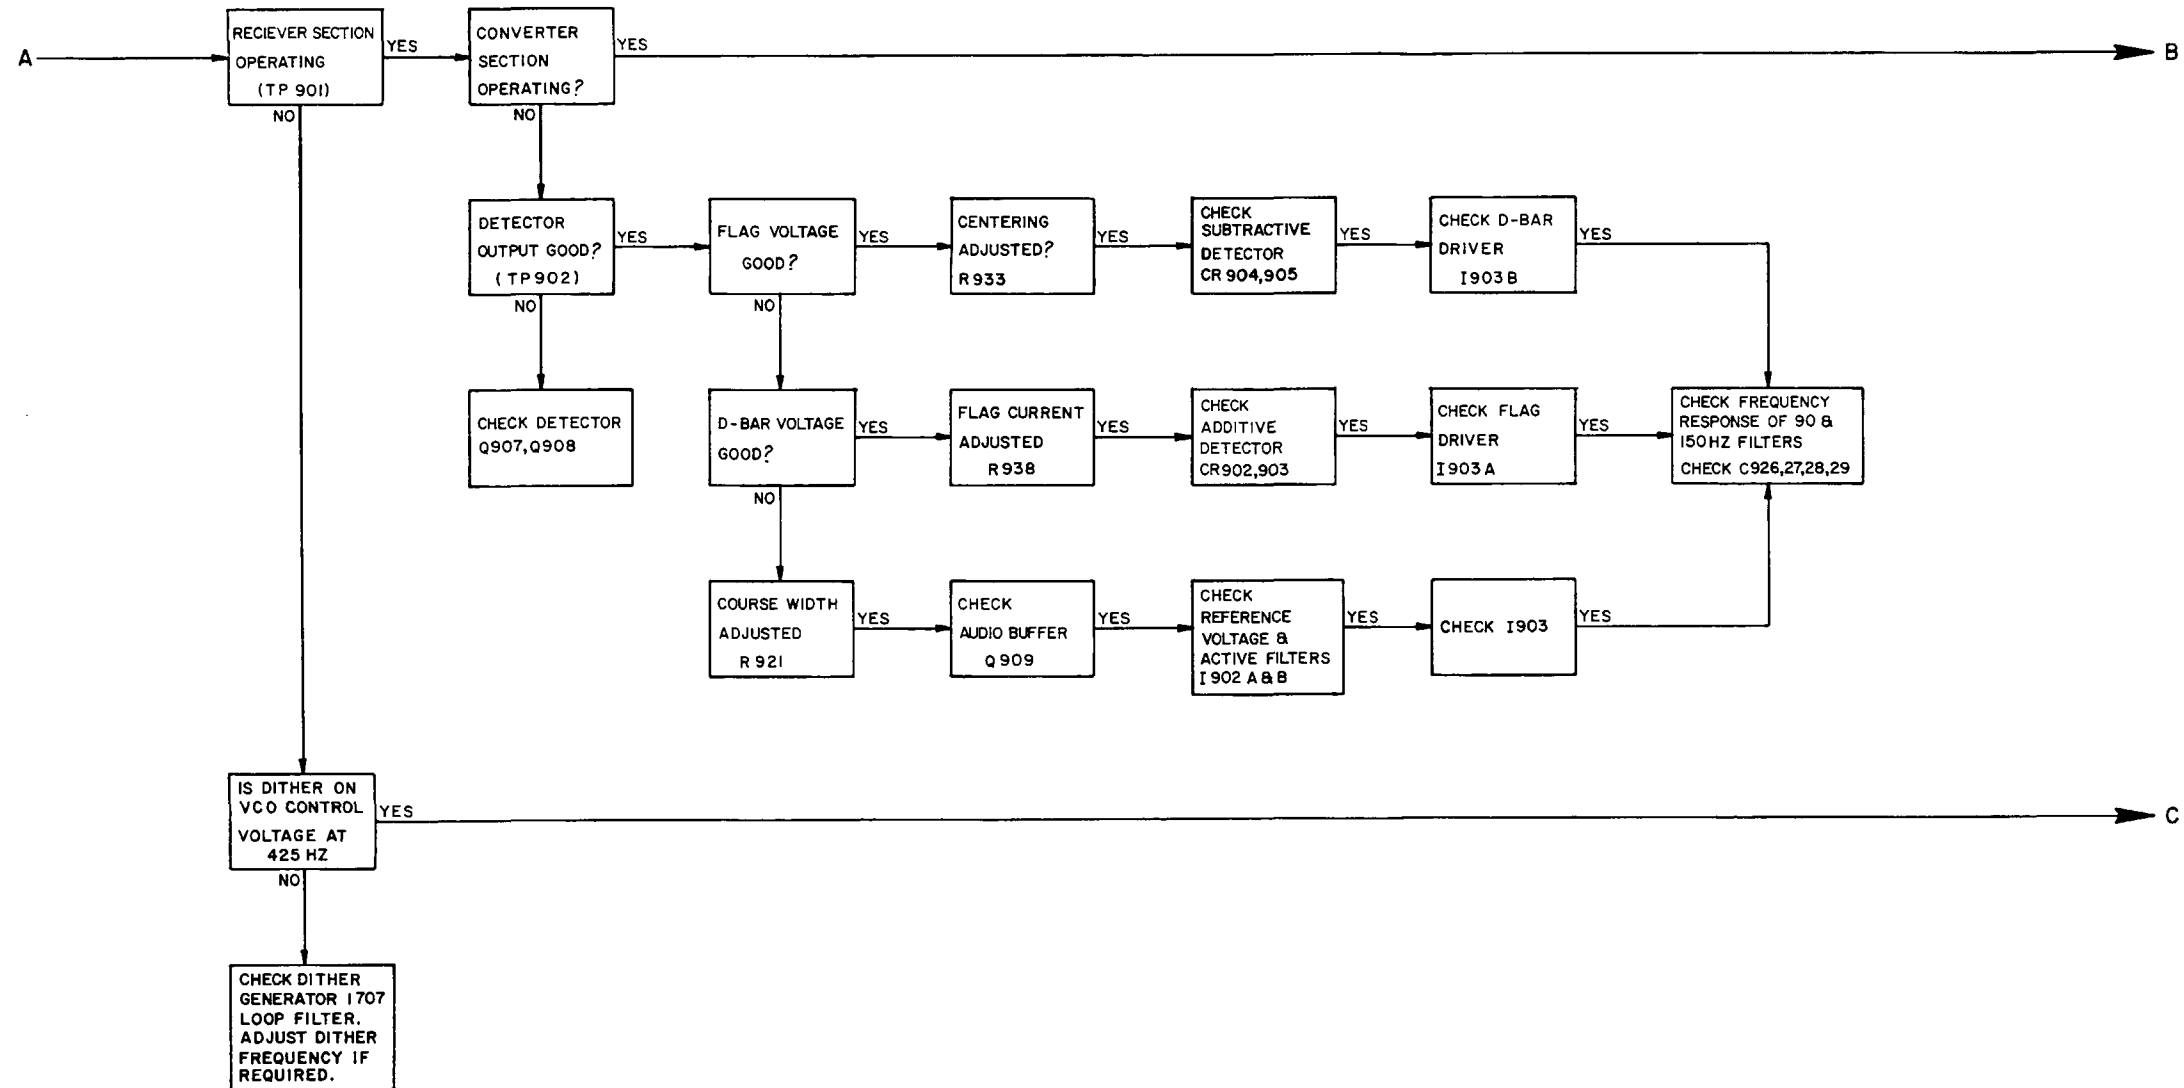 A
RECIEVER SECTION
OPERATING
(TP 901)
YES
NO
CONVERTER
SECTION
OPERATING?
YES
NO
B
DETECTOR
OUTPUT GOOD?
(TP902)
YES
NO
FLAG VOLTAGE
GOOD?
YES
NO
CENTERING
ADJUSTED?
R933
YES
CHECK
SUBTRACTIVE
DETECTOR
CR 904,905
YES
CHECK D-BAR
DRIVER
I903B
YES
CHECK DETECTOR
Q907,Q908
D-BAR VOLTAGE
GOOD?
YES
NO
FLAG CURRENT
ADJUSTED
R938
YES
CHECK
ADDITIVE
DETECTOR
CR902,903
YES
CHECK FLAG
DRIVER
I903A
YES
CHECK FREQUENCY
RESPONSE OF 90 &
150HZ FILTERS
CHECK C926,27,28,29
COURSE WIDTH
ADJUSTED
R921
YES
CHECK
AUDIO BUFFER
Q909
YES
CHECK
REFERENCE
VOLTAGE &
ACTIVE FILTERS
I902 A & B
YES
CHECK I903
YES
IS DITHER ON
VCO CONTROL
VOLTAGE AT
425 HZ
YES
NO
C
CHECK DITHER
GENERATOR I707
LOOP FILTER.
ADJUST DITHER
FREQUENCY IF
REQUIRED.